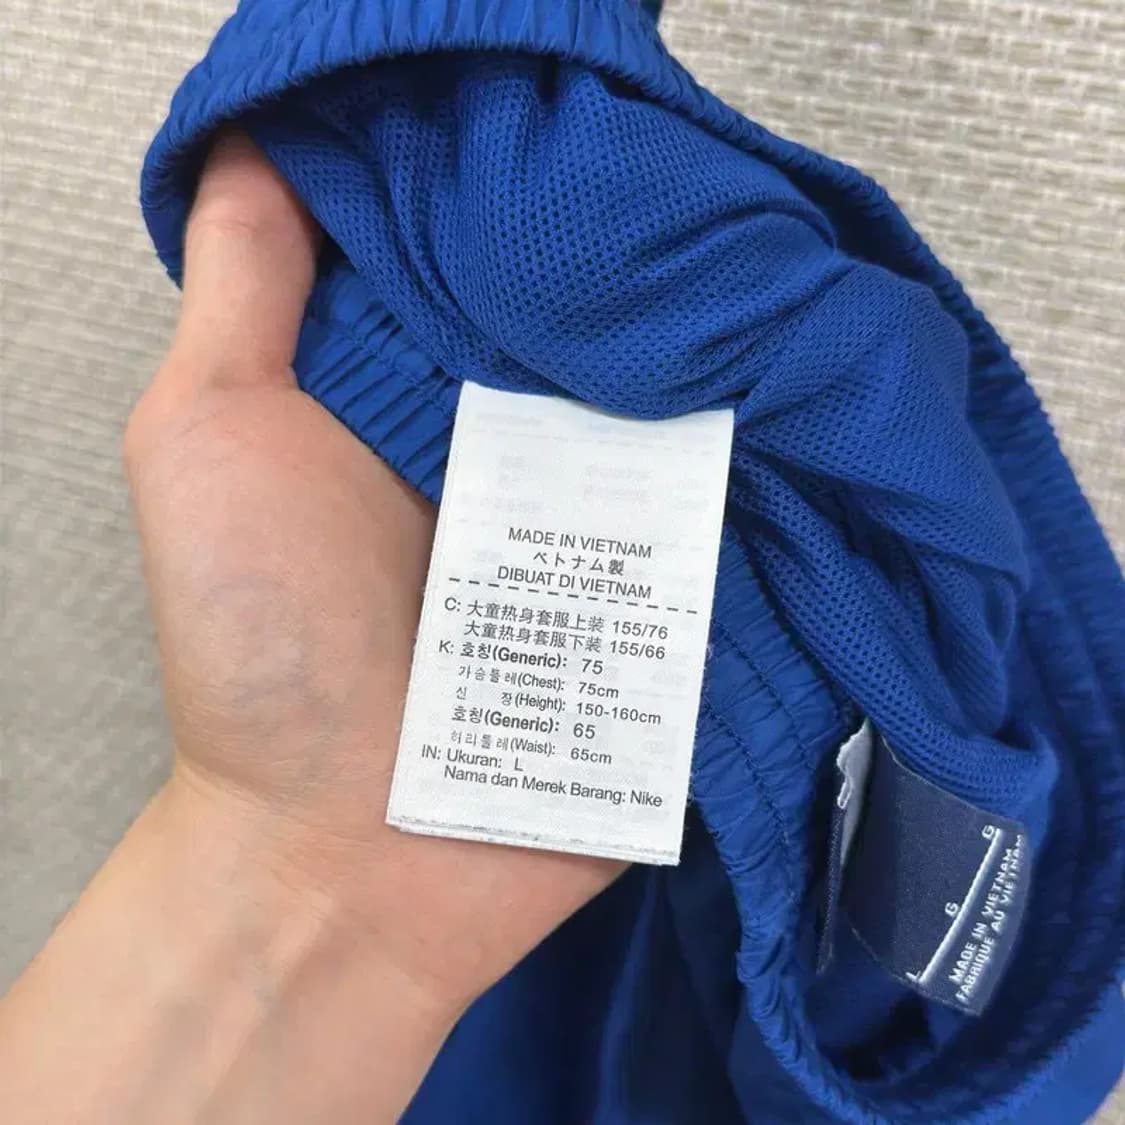 MADE IN VIETNAM
ベトナム製
DIBUAT DI VIETNAM
C: 大童热身套服上装 155/76
大童热身套服下装 155/66
K: 호칭(Generic): 75
가슴둘레(Chest): 75cm
신 장(Height): 150-160cm
호칭(Generic): 65
허리둘레(Waist): 65cm
IN: Ukuran: L
Nama dan Merek Barang: Nike
L G G
MADE IN VIETNAM
FABRIQUE AU VIETNAM